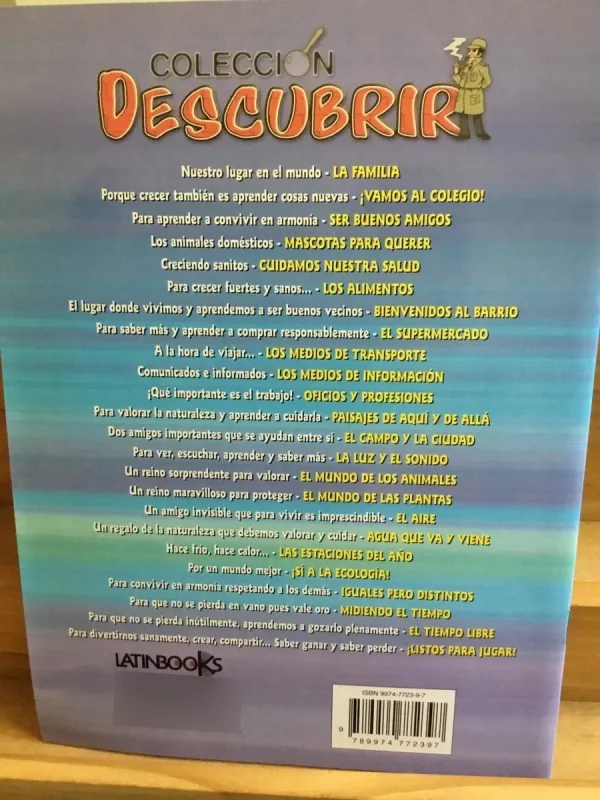 COLECCIÓN
DESCUBRIR
Nuestro lugar en el mundo - LA FAMILIA
Porque crecer también es aprender cosas nuevas - ¡VAMOS AL COLEGIO!
Para aprender a convivir en armonía - SER BUENOS AMIGOS
Los animales domésticos - MASCOTAS PARA QUERER
Creciendo sanitos - CUIDAMOS NUESTRA SALUD
Para crecer fuertes y sanos... - LOS ALIMENTOS
El lugar donde vivimos y aprendemos a ser buenos vecinos - BIENVENIDOS AL BARRIO
Para saber más y aprender a comprar responsablemente - EL SUPERMERCADO
A la hora de viajar... - LOS MEDIOS DE TRANSPORTE
Comunicados e informados - LOS MEDIOS DE INFORMACIÓN
¡Qué importante es el trabajo! - OFICIOS Y PROFESIONES
Para valorar la naturaleza y aprender a cuidarla - PAISAJES DE AQUÍ Y DE ALLÁ
Dos amigos importantes que se ayudan entre sí - EL CAMPO Y LA CIUDAD
Para ver, escuchar, aprender y saber más - LA LUZ Y EL SONIDO
Un reino sorprendente para valorar - EL MUNDO DE LOS ANIMALES
Un reino maravilloso para proteger - EL MUNDO DE LAS PLANTAS
Un amigo invisible que para vivir es imprescindible - EL AIRE
Un regalo de la naturaleza que debemos valorar y cuidar - AGUA QUE VA Y VIENE
Hace frío, hace calor... - LAS ESTACIONES DEL AÑO
Por un mundo mejor - ¡SÍ A LA ECOLOGÍA!
Para convivir en armonía respetando a los demás - IGUALES PERO DISTINTOS
Para que no se pierda en vano pues vale oro - MIDIENDO EL TIEMPO
Para que no se pierda inútilmente, aprendemos a gozarlo plenamente - EL TIEMPO LIBRE
Para divertirnos sanamente, crear, compartir... Saber ganar y saber perder - ¡LISTOS PARA JUGAR!
LATINBOOKS
ISBN 9974-7723-9-7
9 789974 772397